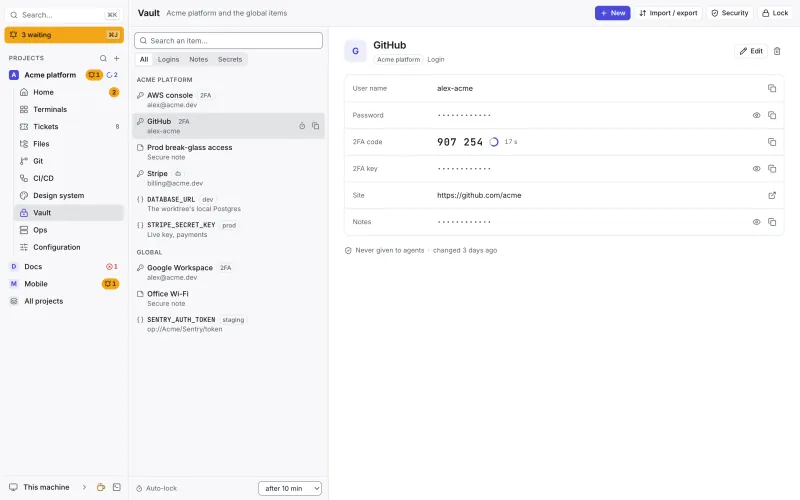 Search...
⌘K
3 waiting
⌘J
PROJECTS
A Acme platform 1 2
Home 2
Terminals
Tickets 8
Files
Git
CI/CD
Design system
Vault
Ops
Configuration
D Docs 1
M Mobile 1
All projects
This machine
Vault Acme platform and the global items
New
Import / export
Security
Lock
Search an item...
All Logins Notes Secrets
ACME PLATFORM
AWS console 2FA
alex@acme.dev
GitHub 2FA
alex-acme
Prod break-glass access
Secure note
Stripe
billing@acme.dev
DATABASE_URL dev
The worktree's local Postgres
STRIPE_SECRET_KEY prod
Live key, payments
GLOBAL
Google Workspace 2FA
alex@acme.dev
Office Wi-Fi
Secure note
SENTRY_AUTH_TOKEN staging
op://Acme/Sentry/token
Auto-lock
after 10 min
G
GitHub
Acme platform Login
Edit
User name alex-acme
Password ············
2FA code 907 254 17 s
2FA key ············
Site https://github.com/acme
Notes ············
Never given to agents · changed 3 days ago